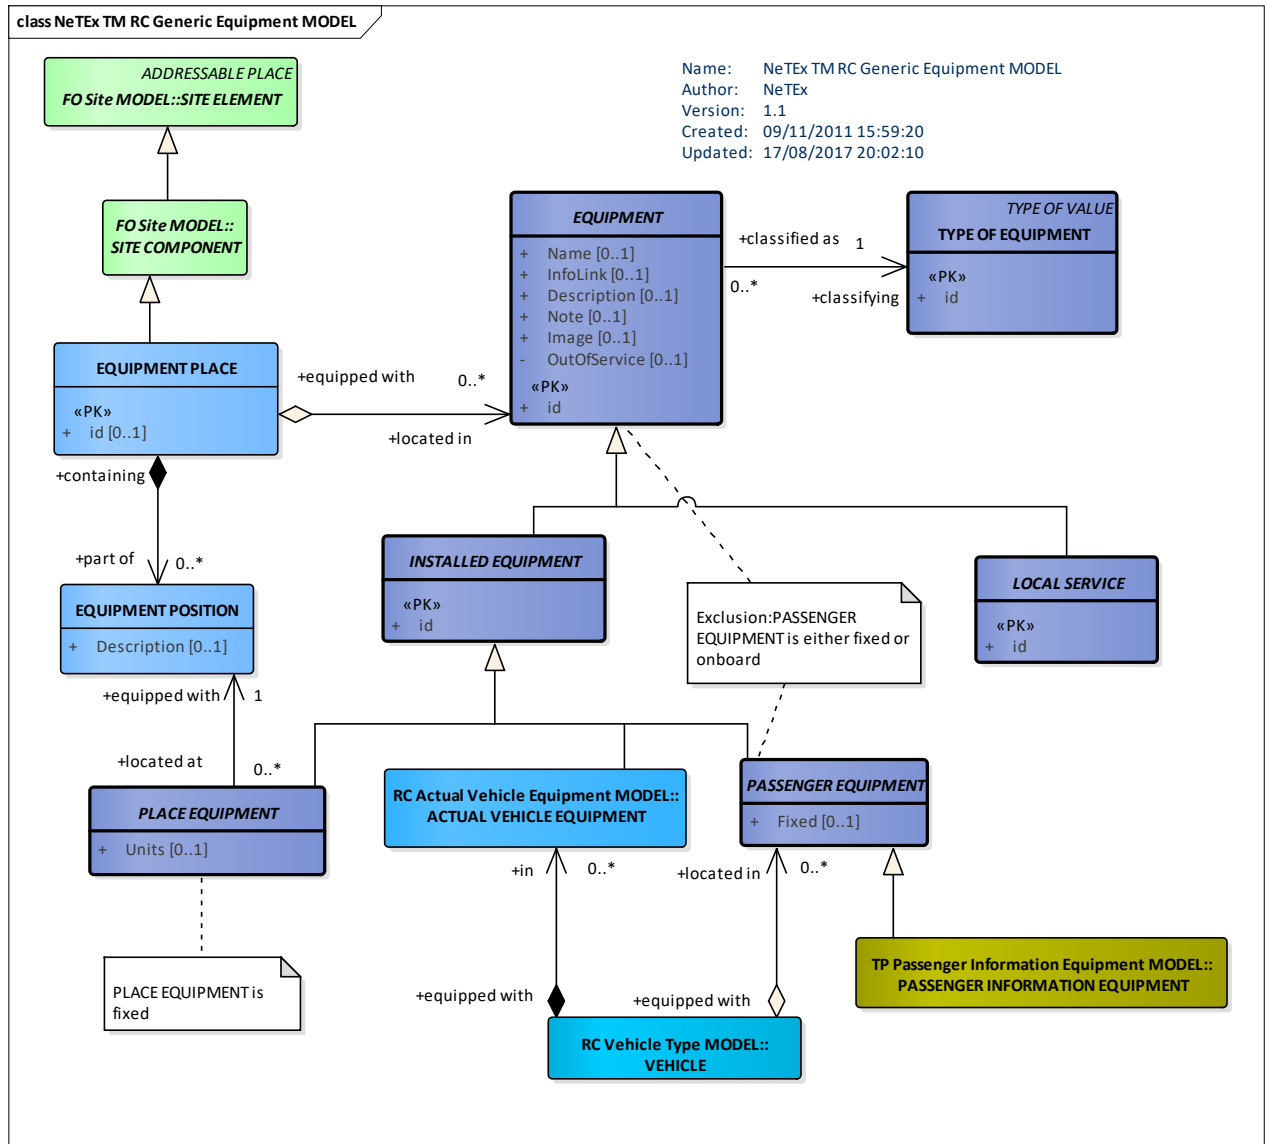 class NeTEx TM RC Generic Equipment MODEL
ADDRESSABLE PLACE
FO Site MODEL::SITE ELEMENT
Name: NeTEx TM RC Generic Equipment MODEL
Author: NeTEx
Version: 1.1
Created: 09/11/2011 15:59:20
Updated: 17/08/2017 20:02:10
FO Site MODEL::
SITE COMPONENT
EQUIPMENT
+ Name [0..1]
+ InfoLink [0..1]
+ Description [0..1]
+ Note [0..1]
+ Image [0..1]
- OutOfService [0..1]
«PK»
+ id
+classified as 1
0..*
+classifying
TYPE OF VALUE
TYPE OF EQUIPMENT
«PK»
+ id
EQUIPMENT PLACE
«PK»
+ id [0..1]
+equipped with 0..*
+located in
+containing
+part of 0..*
EQUIPMENT POSITION
+ Description [0..1]
+equipped with 1
+located at 0..*
INSTALLED EQUIPMENT
«PK»
+ id
Exclusion:PASSENGER
EQUIPMENT is either fixed or
onboard
LOCAL SERVICE
«PK»
+ id
PLACE EQUIPMENT
+ Units [0..1]
RC Actual Vehicle Equipment MODEL::
ACTUAL VEHICLE EQUIPMENT
PASSENGER EQUIPMENT
+ Fixed [0..1]
+in 0..*
+located in 0..*
PLACE EQUIPMENT is
fixed
+equipped with
+equipped with
TP Passenger Information Equipment MODEL::
PASSENGER INFORMATION EQUIPMENT
RC Vehicle Type MODEL::
VEHICLE